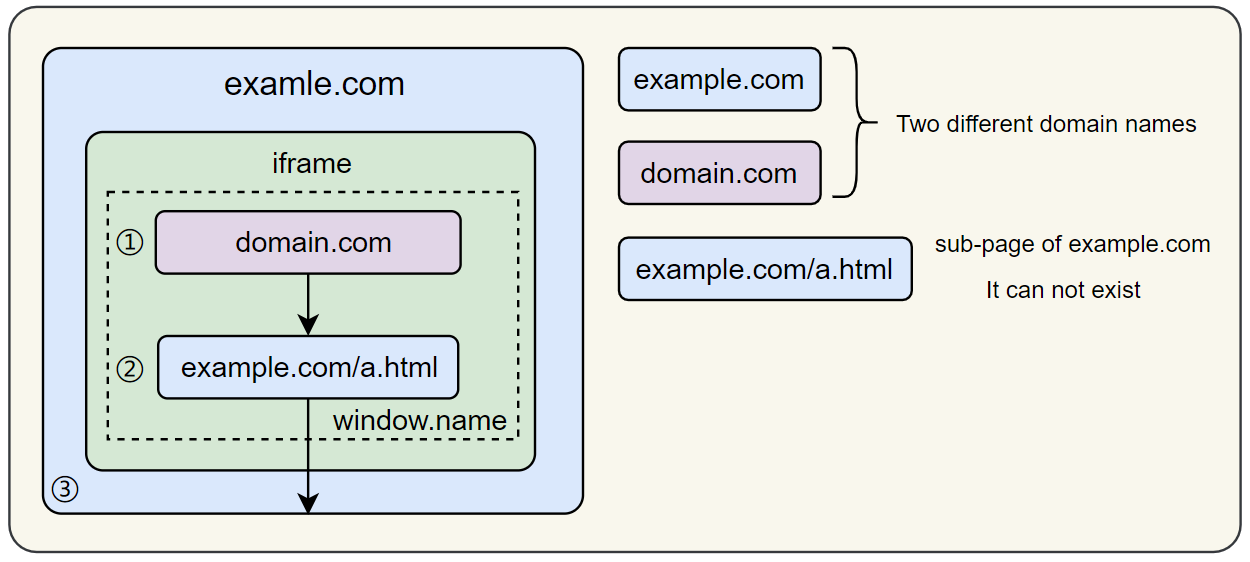 examle.com
iframe
① domain.com
② example.com/a.html
window.name
③
example.com
domain.com
Two different domain names
example.com/a.html
sub-page of example.com
It can not exist